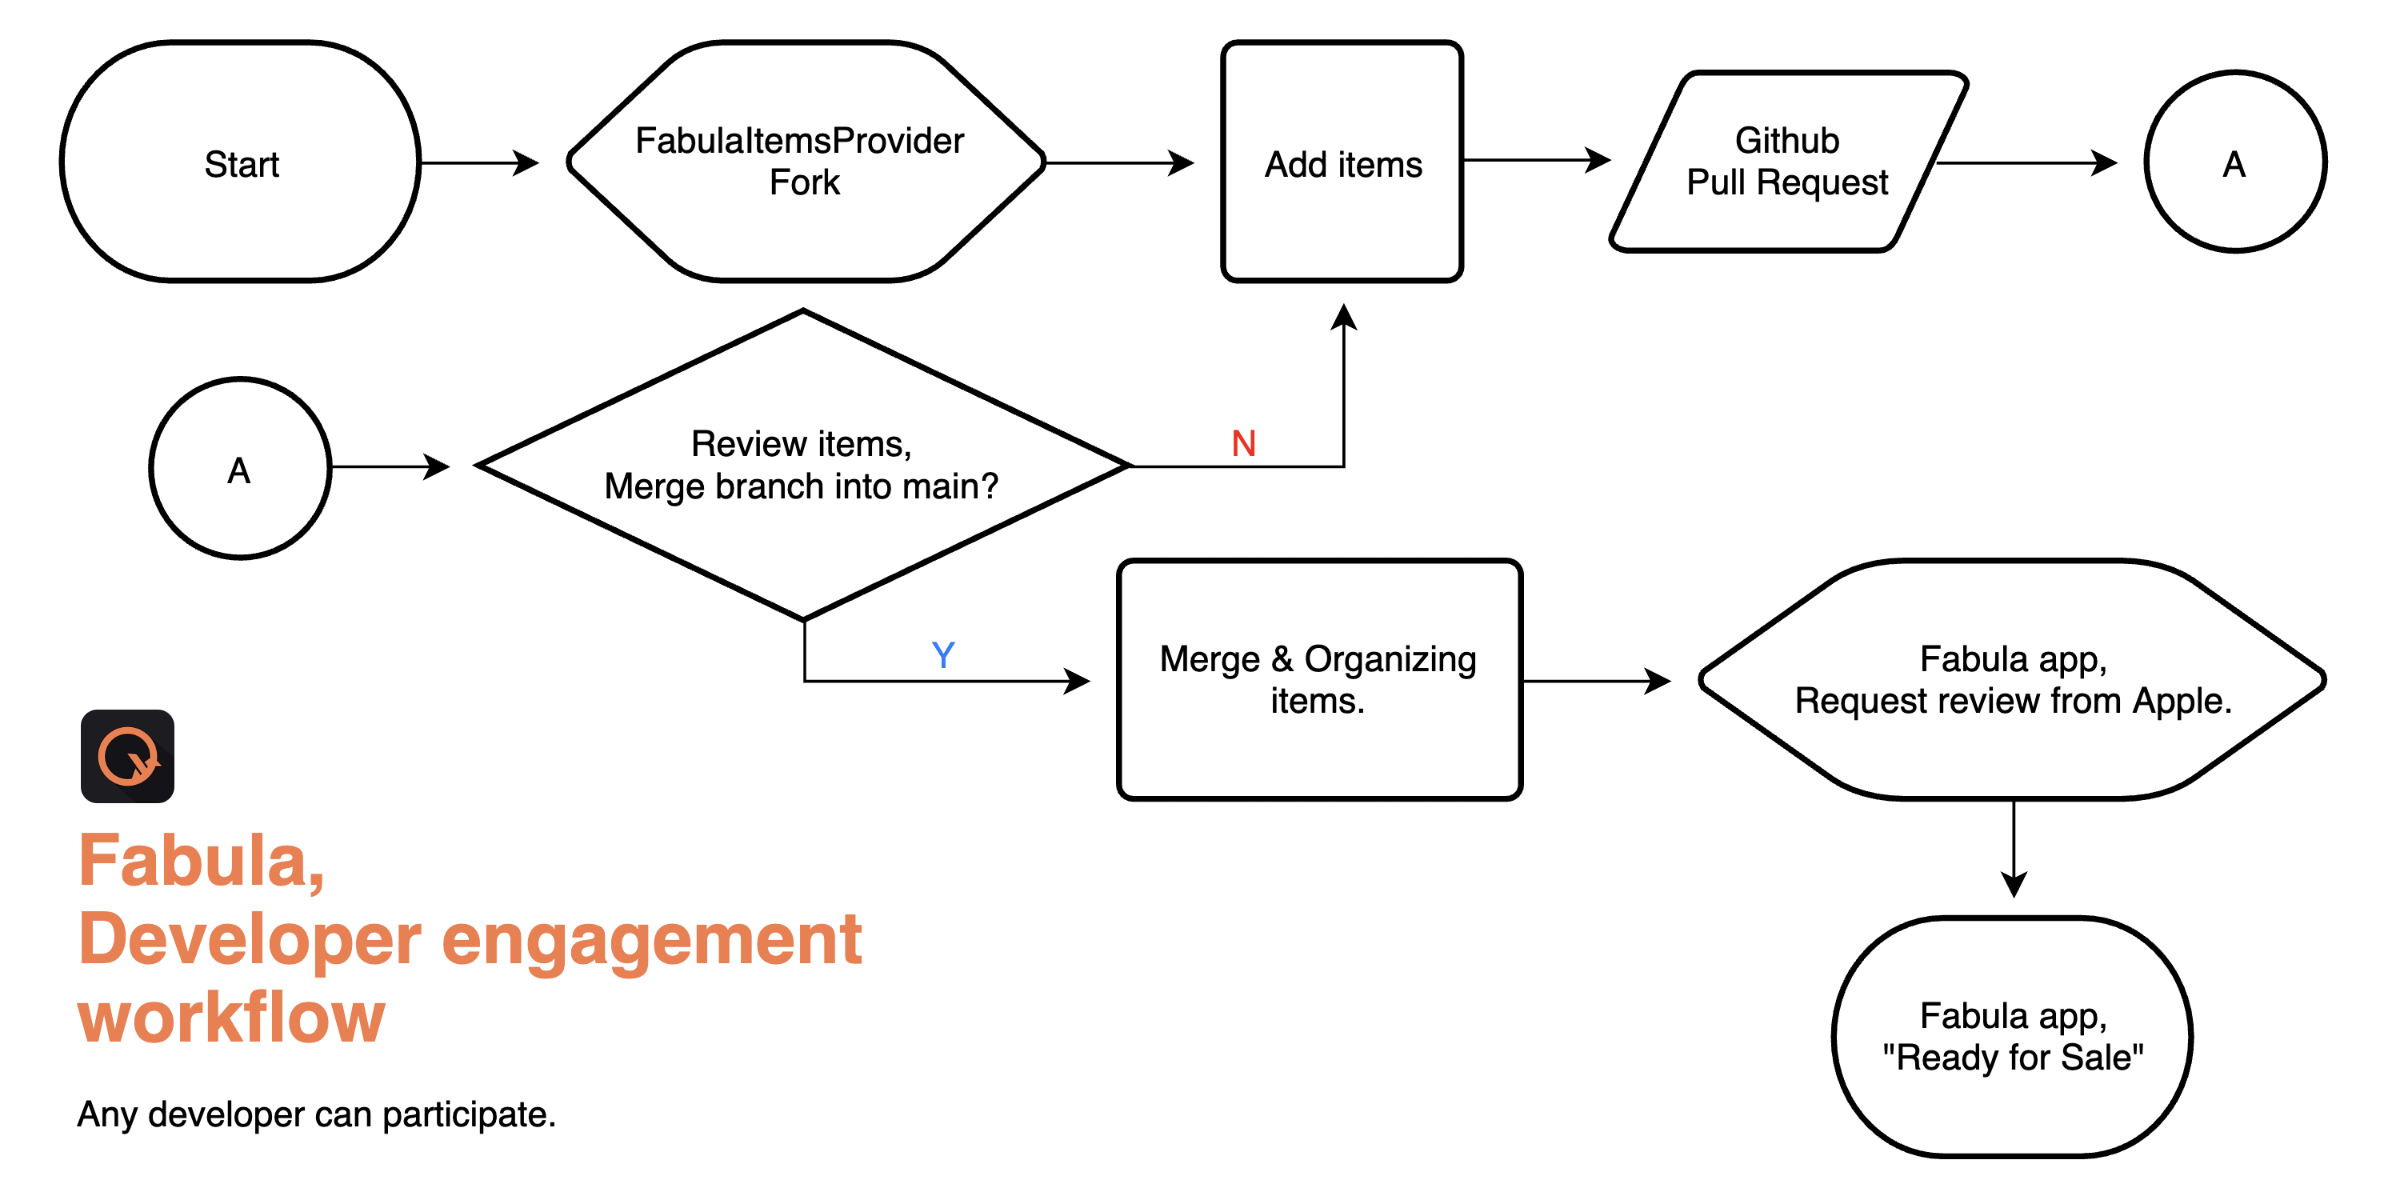 Start
FabulaItemsProvider
Fork
Add items
Github
Pull Request
A
A
Review items,
Merge branch into main?
N
Y
Merge & Organizing
items.
Fabula app,
Request review from Apple.
Fabula app,
"Ready for Sale"
Fabula,
Developer engagement
workflow
Any developer can participate.